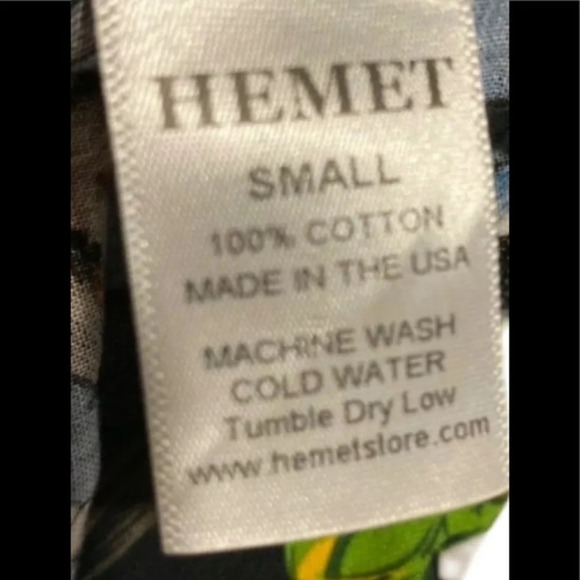 HEMET
SMALL
100% COTTON
MADE IN THE USA
MACHINE WASH
COLD WATER
Tumble Dry Low
www.hemetstore.com